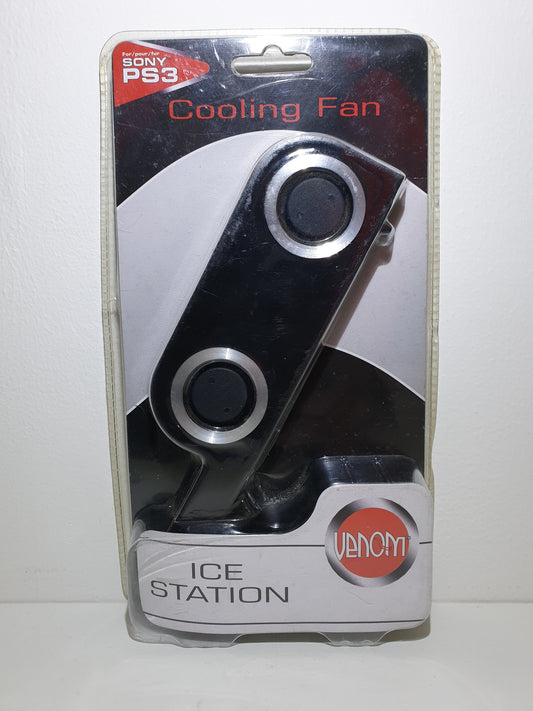 For/pour/für
SONY
PS3
Cooling Fan
VENOM
ICE
STATION